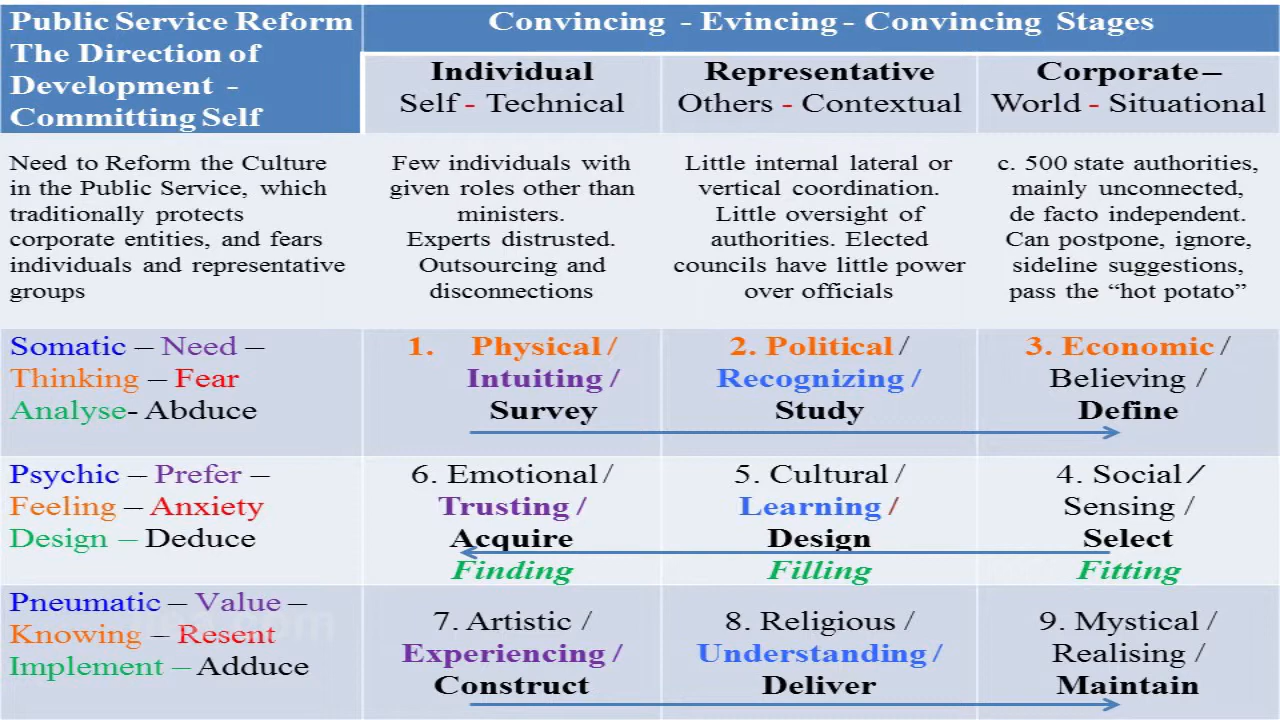 Public Service Reform
The Direction of
Development -
Committing Self
Convincing - Evincing - Convincing Stages
Individual
Self - Technical
Representative
Others - Contextual
Corporate–
World - Situational
Need to Reform the Culture
in the Public Service, which
traditionally protects
corporate entities, and fears
individuals and representative
groups
Few individuals with
given roles other than
ministers.
Experts distrusted.
Outsourcing and
disconnections
Little internal lateral or
vertical coordination.
Little oversight of
authorities. Elected
councils have little power
over officials
c. 500 state authorities,
mainly unconnected,
de facto independent.
Can postpone, ignore,
sideline suggestions,
pass the “hot potato”
Somatic – Need –
Thinking – Fear
Analyse- Abduce
1. Physical /
Intuiting /
Survey
2. Political /
Recognizing /
Study
3. Economic /
Believing /
Define
Psychic – Prefer –
Feeling – Anxiety
Design – Deduce
6. Emotional /
Trusting /
Acquire
Finding
5. Cultural /
Learning /
Design
Filling
4. Social /
Sensing /
Select
Fitting
Pneumatic – Value –
Knowing – Resent
Implement – Adduce
7. Artistic /
Experiencing /
Construct
8. Religious /
Understanding /
Deliver
9. Mystical /
Realising /
Maintain